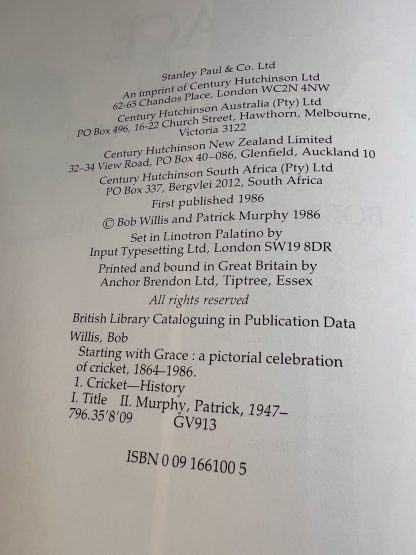 Stanley Paul & Co. Ltd
An imprint of Century Hutchinson Ltd
62-65 Chandos Place, London WC2N 4NW
Century Hutchinson Australia (Pty) Ltd
PO Box 496, 16-22 Church Street, Hawthorn, Melbourne,
Victoria 3122
Century Hutchinson New Zealand Limited
32–34 View Road, PO Box 40–086, Glenfield, Auckland 10
Century Hutchinson South Africa (Pty) Ltd
PO Box 337, Bergvlei 2012, South Africa
First published 1986
© Bob Willis and Patrick Murphy 1986
Set in Linotron Palatino by
Input Typesetting Ltd, London SW19 8DR
Printed and bound in Great Britain by
Anchor Brendon Ltd, Tiptree, Essex
All rights reserved
British Library Cataloguing in Publication Data
Willis, Bob
Starting with Grace : a pictorial celebration
of cricket, 1864–1986.
1. Cricket—History
I. Title II. Murphy, Patrick, 1947–
796.35'8'09 GV913
ISBN 0 09 166100 5